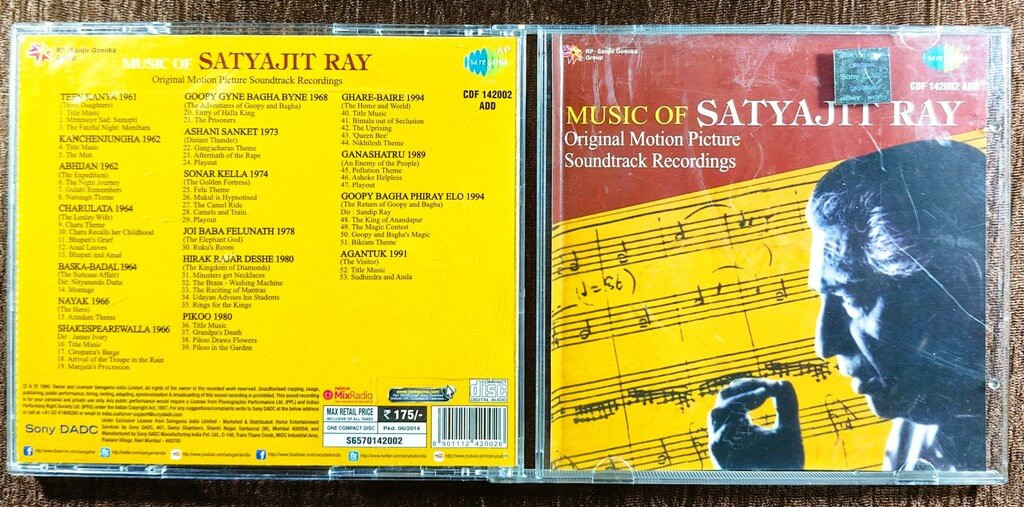 RP-Sanjiv Goenka
Group
MUSIC OF SATYAJIT RAY
Original Motion Picture Soundtrack Recordings
CDF 142002
ADD
TEEN KANYA 1961
(Three Daughters)
1. Title Music
2. Mrinmoye Sad: Samapti
3. The Fateful Night: Monihara
KANCHENJUNGHA 1962
4. Title Music
5. The Mist
ABHIJAN 1962
(The Expedition)
6. The Night Journey
7. Gulabi Remembers
8. Narsingh Theme
CHARULATA 1964
(The Lonley Wife)
9. Charu Theme
10. Charu Recalls her Childhood
11. Bhupati's Grief
12. Amal Leaves
13. Bhupati and Amal
BASKA-BADAL 1964
(The Suitcase Affair)
Dir: Nityananda Dutta
14. Montage
NAYAK 1966
(The Hero)
15. Arindam Theme
SHAKESPEAREWALLA 1966
Dir : James Ivory
16. Title Music
17. Cleopatra's Barge
18. Arrival of the Troupe in the Rain
19. Manjula's Procession
GOOPY GYNE BAGHA BYNE 1968
(The Adventures of Goopy and Bagha)
20. Entry of Halla King
21. The Prisoners
ASHANI SANKET 1973
(Distant Thunder)
22. Gangacharan Theme
23. Aftermath of the Rape
24. Playout
SONAR KELLA 1974
(The Golden Fortress)
25. Felu Theme
26. Mukul is Hypnotised
27. The Camel Ride
28. Camels and Train
29. Playout
JOI BABA FELUNATH 1978
(The Elephant God)
30. Ruku's Room
HIRAK RAJAR DESHE 1980
(The Kingdom of Diamonds)
31. Minsters get Necklaces
32. The Brain - Washing Machine
33. The Reciting of Mantras
34. Udayan Advises his Students
35. Rings for the Kings
PIKOO 1980
36. Title Music
37. Grandpa's Death
38. Pikoo Drawa Flowers
39. Pikoo in the Garden
GHARE-BAIRE 1994
(The Home and World)
40. Title Music
41. Bimala out of Seclusion
42. The Uprising
43. 'Queen Bee'
44. Nikhilesh Theme
GANASHATRU 1989
(An Enemy of the People)
45. Pollution Theme
46. Ashoke Helpless
47. Playout
GOOPY BAGHA PHIRAY ELO 1994
(The Return of Goopy and Bagha)
Dir : Sandip Ray
48. The King of Anandapur
49. The Magic Contest
50. Goopy and Bagha's Magic
51. Bikram Theme
AGANTUK 1991
(The Visitor)
52. Title Music
53. Sudhindra and Anila
MixRadio
COMPACT
disc
DIGITAL AUDIO
Sony DADC
MAX RETAIL PRICE
INCLUSIVE OF ALL TAXES
₹ 175/-
ONE COMPACT DISC
Pkd. 06/2014
S6570142002
8 901112 420026
RP-Sanjiv Goenka
Group
Sony DADC
CDF 142002 ADD
MUSIC OF SATYAJIT RAY
Original Motion Picture
Soundtrack Recordings